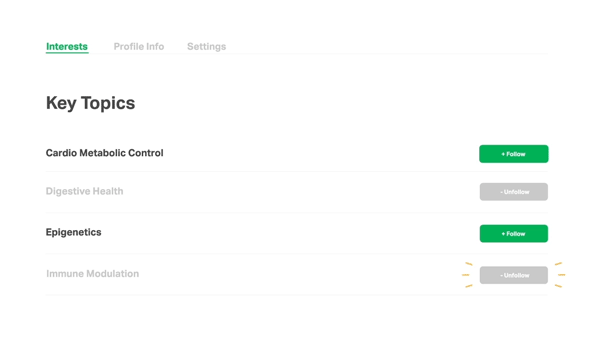 Interests Profile Info Settings
Key Topics
Cardio Metabolic Control + Follow
Digestive Health - Unfollow
Epigenetics + Follow
Immune Modulation - Unfollow